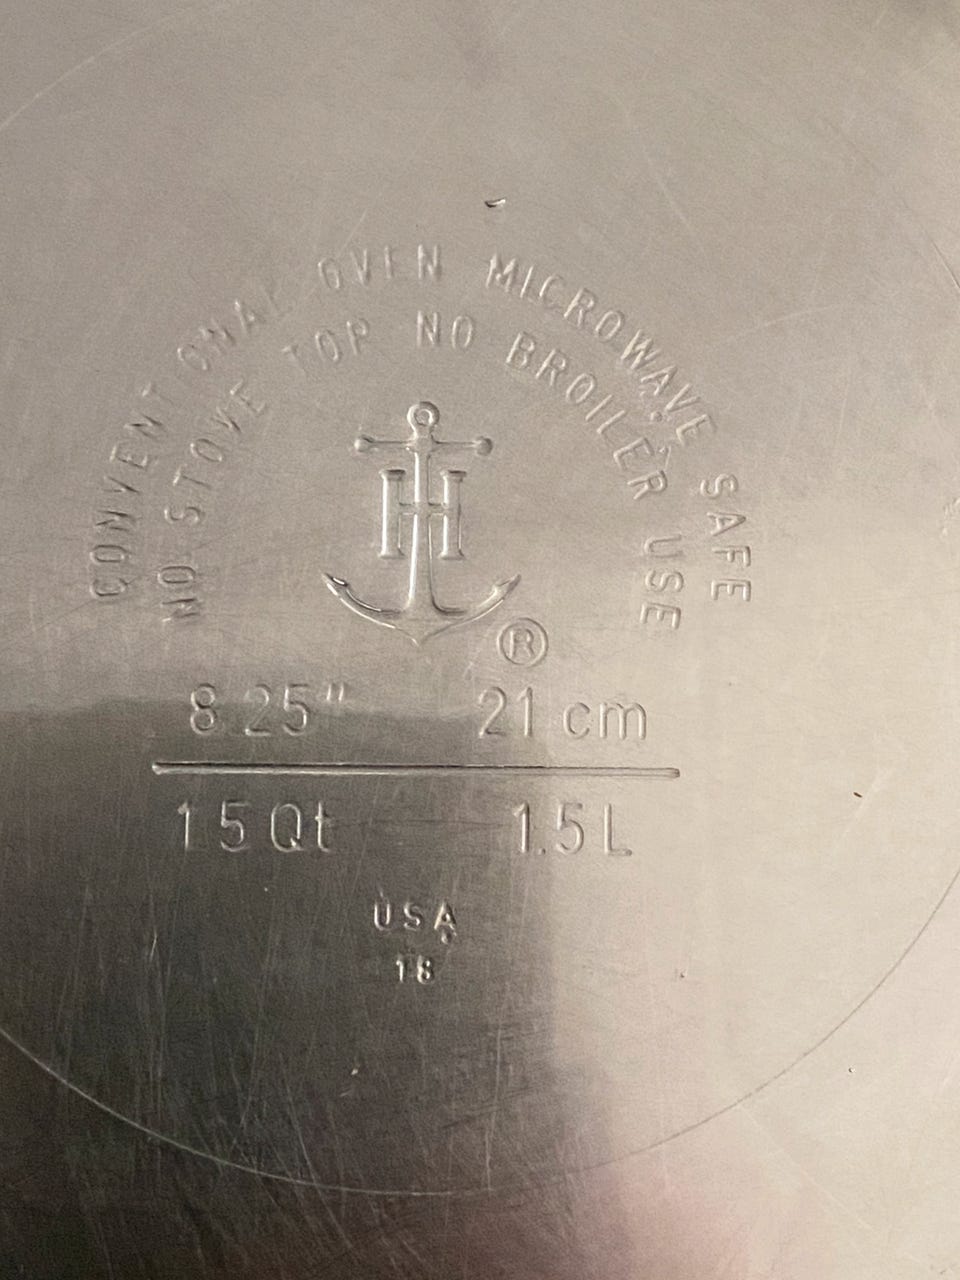 CONVENTIONAL OVEN MICROWAVE SAFE
NO STOVE TOP NO BROILER USE
H
®
8.25" 21 cm
1.5 Qt 1.5 L
USA